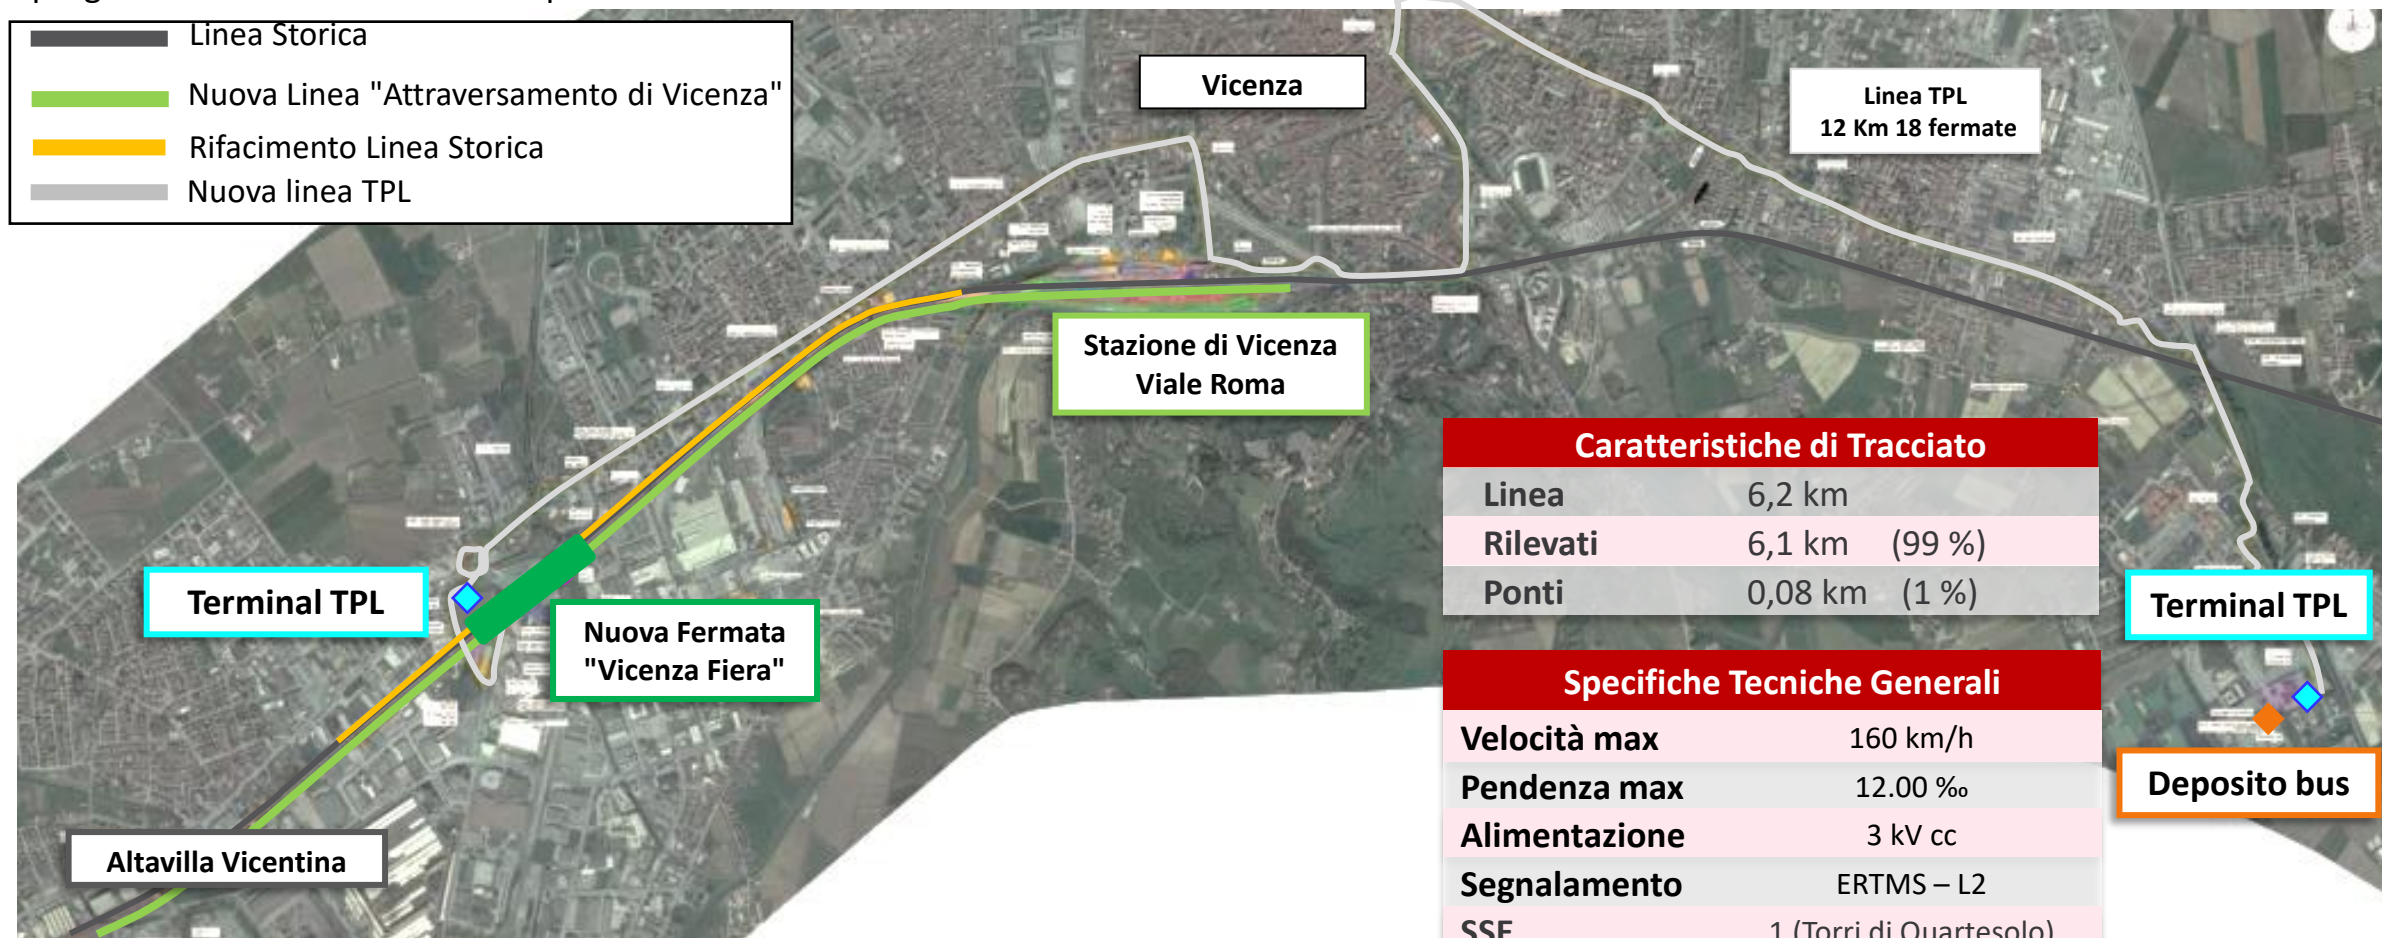 Linea Storica
Nuova Linea "Attraversamento di Vicenza"
Rifacimento Linea Storica
Nuova linea TPL
Vicenza
Linea TPL
12 Km 18 fermate
Stazione di Vicenza
Viale Roma
Caratteristiche di Tracciato
Linea 6,2 km
Rilevati 6,1 km (99 %)
Ponti 0,08 km (1 %)
Terminal TPL
Nuova Fermata
"Vicenza Fiera"
Terminal TPL
Specifiche Tecniche Generali
Velocità max 160 km/h
Pendenza max 12.00 ‰
Alimentazione 3 kV cc
Segnalamento ERTMS – L2
SSE 1 (Torri di Quartesolo)
Deposito bus
Altavilla Vicentina